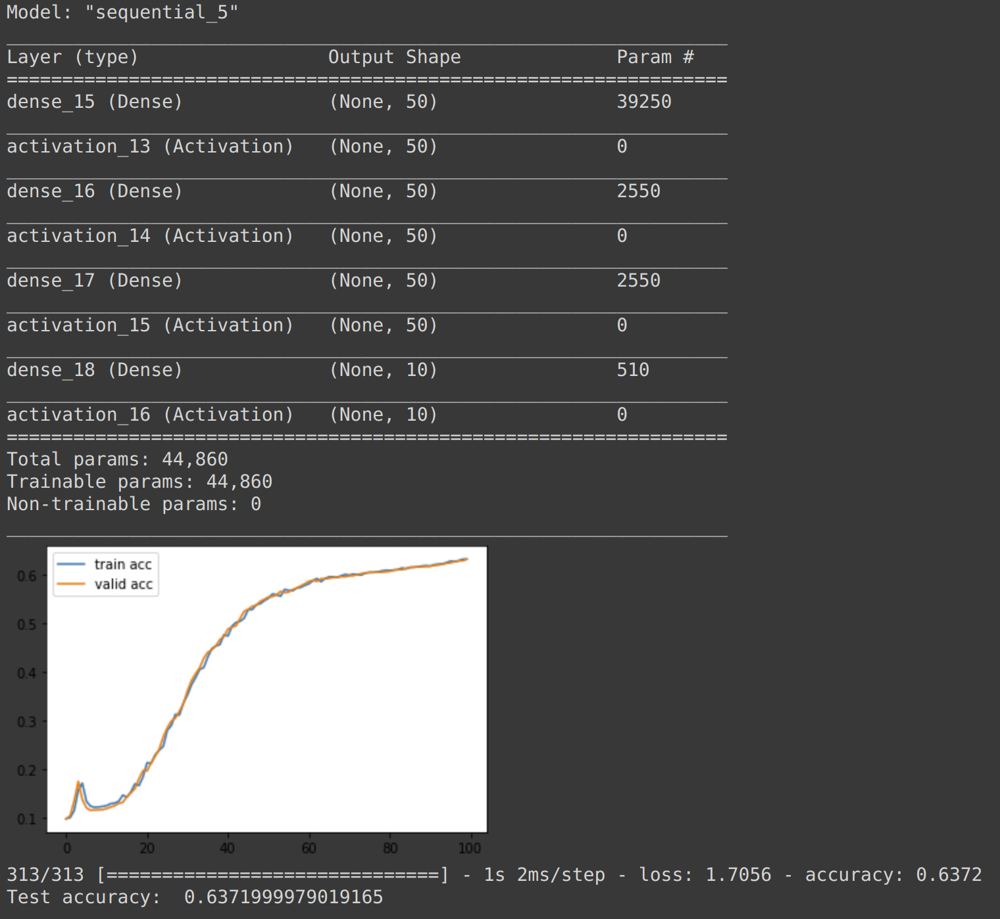 Model: "sequential_5"
_________________________________________________________________
Layer (type)                 Output Shape              Param #
=================================================================
dense_15 (Dense)             (None, 50)                39250
_________________________________________________________________
activation_13 (Activation)   (None, 50)                0
_________________________________________________________________
dense_16 (Dense)             (None, 50)                2550
_________________________________________________________________
activation_14 (Activation)   (None, 50)                0
_________________________________________________________________
dense_17 (Dense)             (None, 50)                2550
_________________________________________________________________
activation_15 (Activation)   (None, 50)                0
_________________________________________________________________
dense_18 (Dense)             (None, 10)                510
_________________________________________________________________
activation_16 (Activation)   (None, 10)                0
=================================================================
Total params: 44,860
Trainable params: 44,860
Non-trainable params: 0
_________________________________________________________________
train acc
valid acc
0.6
0.5
0.4
0.3
0.2
0.1
0 20 40 60 80 100
313/313 [==============================] - 1s 2ms/step - loss: 1.7056 - accuracy: 0.6372
Test accuracy:  0.6371999979019165